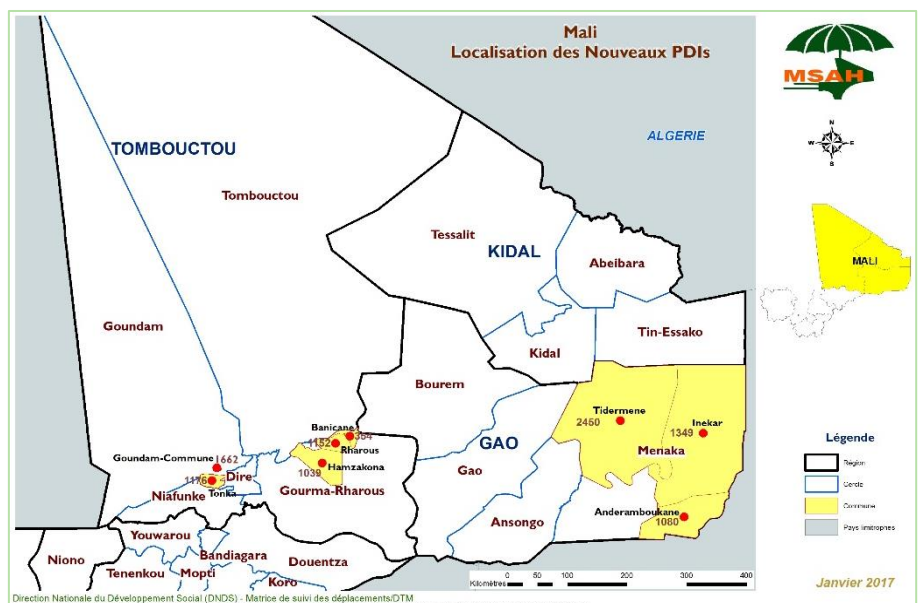 Mali
Localisation des Nouveaux PDIs
MSAH
N
W E
S
ALGERIE
TOMBOUCTOU
Tombouctou
Tessalit
KIDAL
Abeibara
MALI
Goundam
Kidal
Tin-Essako
Bourem
Tidermene
2450
Inekar
1349
Banicane
354
1152
Rharous
GAO
Menaka
Légende
Goundam-Commune
1662
Hamzakona
1039
Gao
Région
1176
Dire
Tonka
Niafunke
Gourma-Rharous
Cercle
Ansongo
Anderamboukane
1080
Commune
Youwarou
Bandiagara
Niono
Douentza
Pays limitrophes
Tenenkou
Mopti
Koro
Kilomètres
0 50 100 200 300 400
Janvier 2017
Direction Nationale du Développement Social (DNDS) - Matrice de suivi des déplacements/DTM